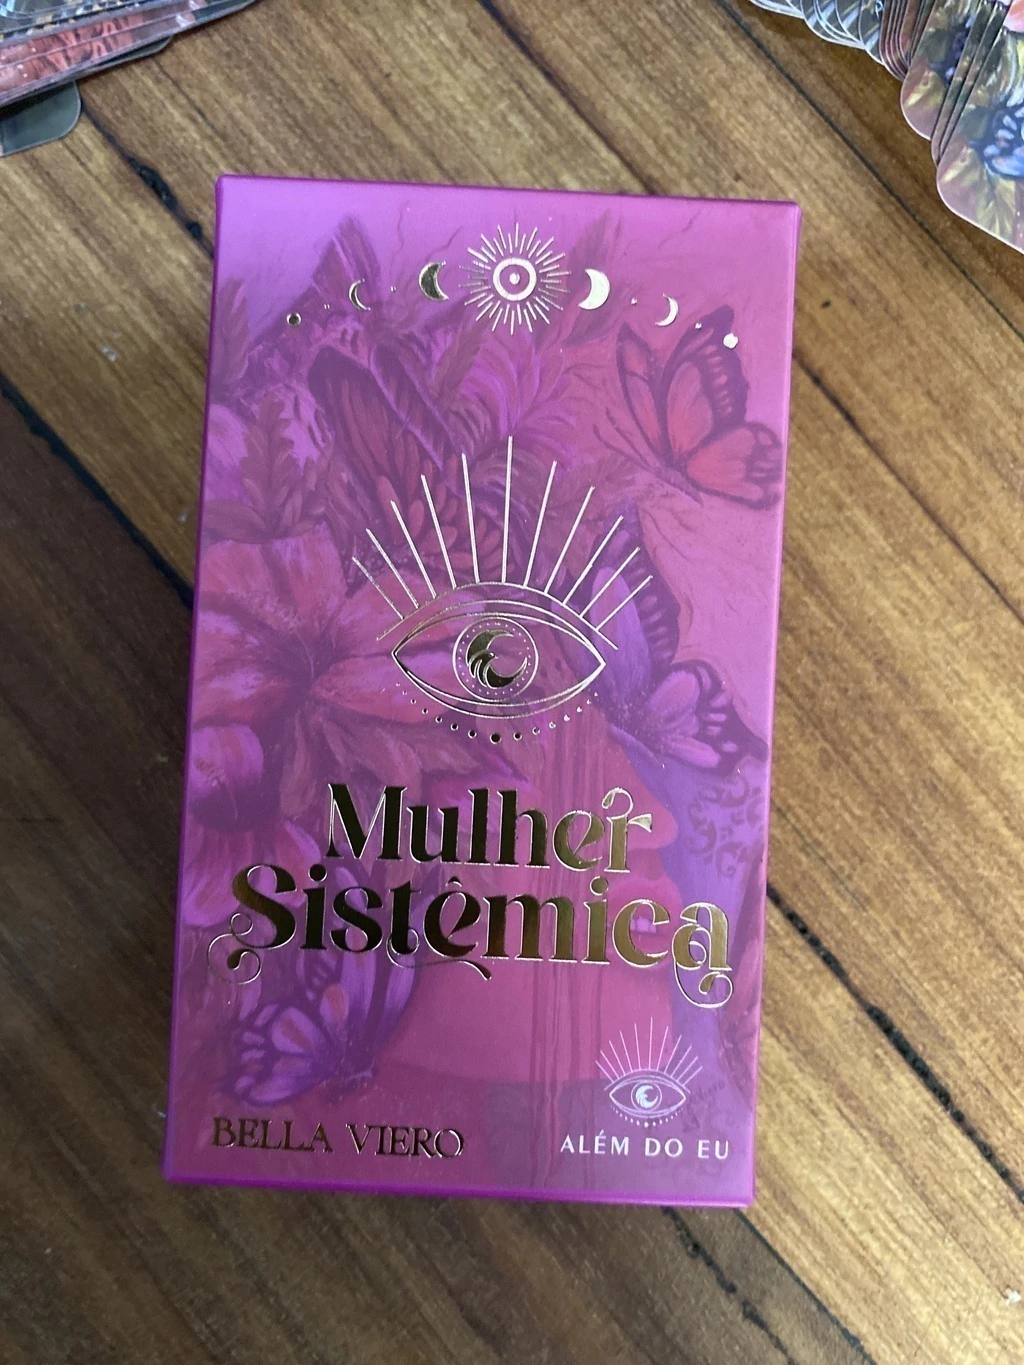 Mulher
Sistêmica
BELLA VIERO
ALÉM DO EU